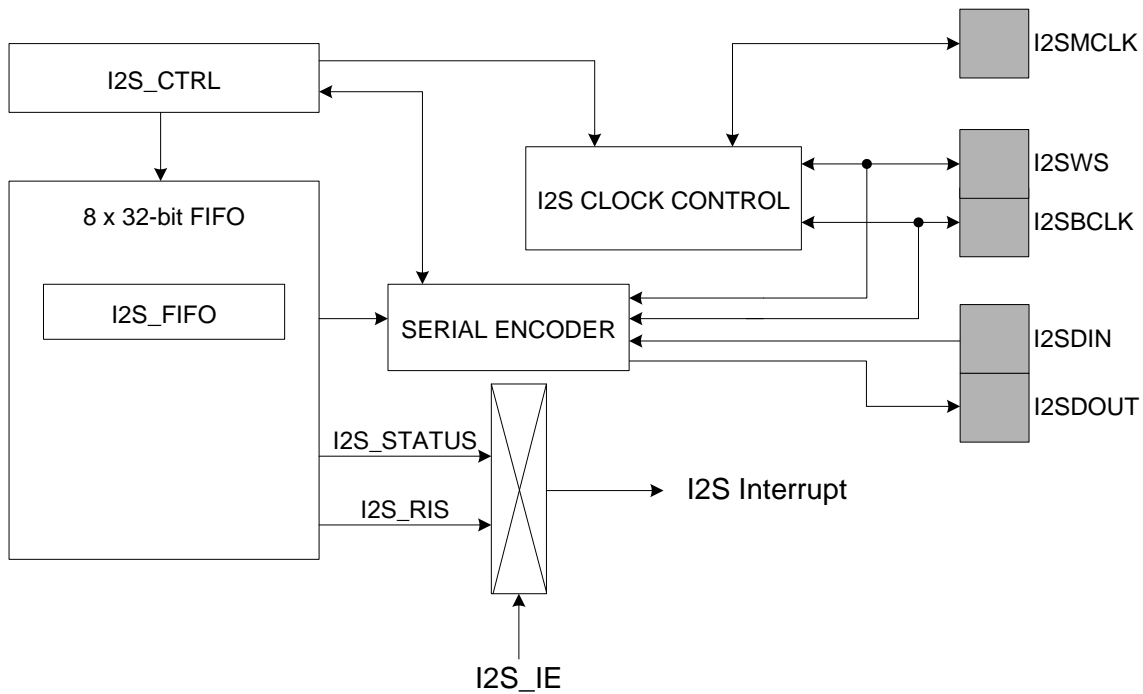 I2SMCLK
I2S_CTRL
I2SWS
8 x 32-bit FIFO
I2S CLOCK CONTROL
I2SBCLK
I2S_FIFO
SERIAL ENCODER
I2SDIN
I2SDOUT
I2S_STATUS
I2S Interrupt
I2S_RIS
I2S_IE